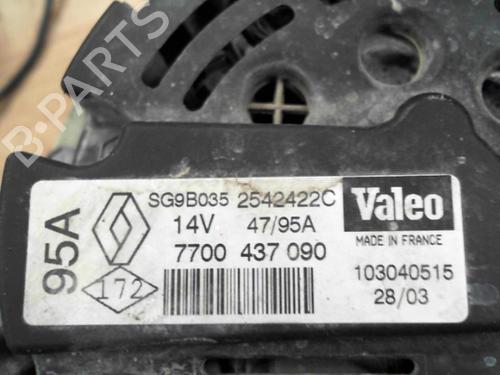 B-PARTS
95A
SG9B035 2542422C
14V 47/95A
7700 437 090
172
Valeo
MADE IN FRANCE
103040515
28/03